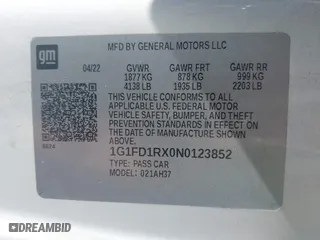 gm
MFD BY GENERAL MOTORS LLC
04/22 GVWR GAWR FRT GAWR RR
1877 KG 878 KG 999 KG
4138 LB 1935 LB 2203 LB
THIS VEHICLE CONFORMS TO ALL
APPLICABLE U.S. FEDERAL MOTOR
VEHICLE SAFETY, BUMPER, AND THEFT
PREVENTION STANDARDS IN EFFECT ON
THE DATE OF MANUFACTURE SHOWN ABOVE.
1G1FD1RX0N0123852
TYPE: PASS CAR
MODEL: 021AH37
AUTOBIDCAR